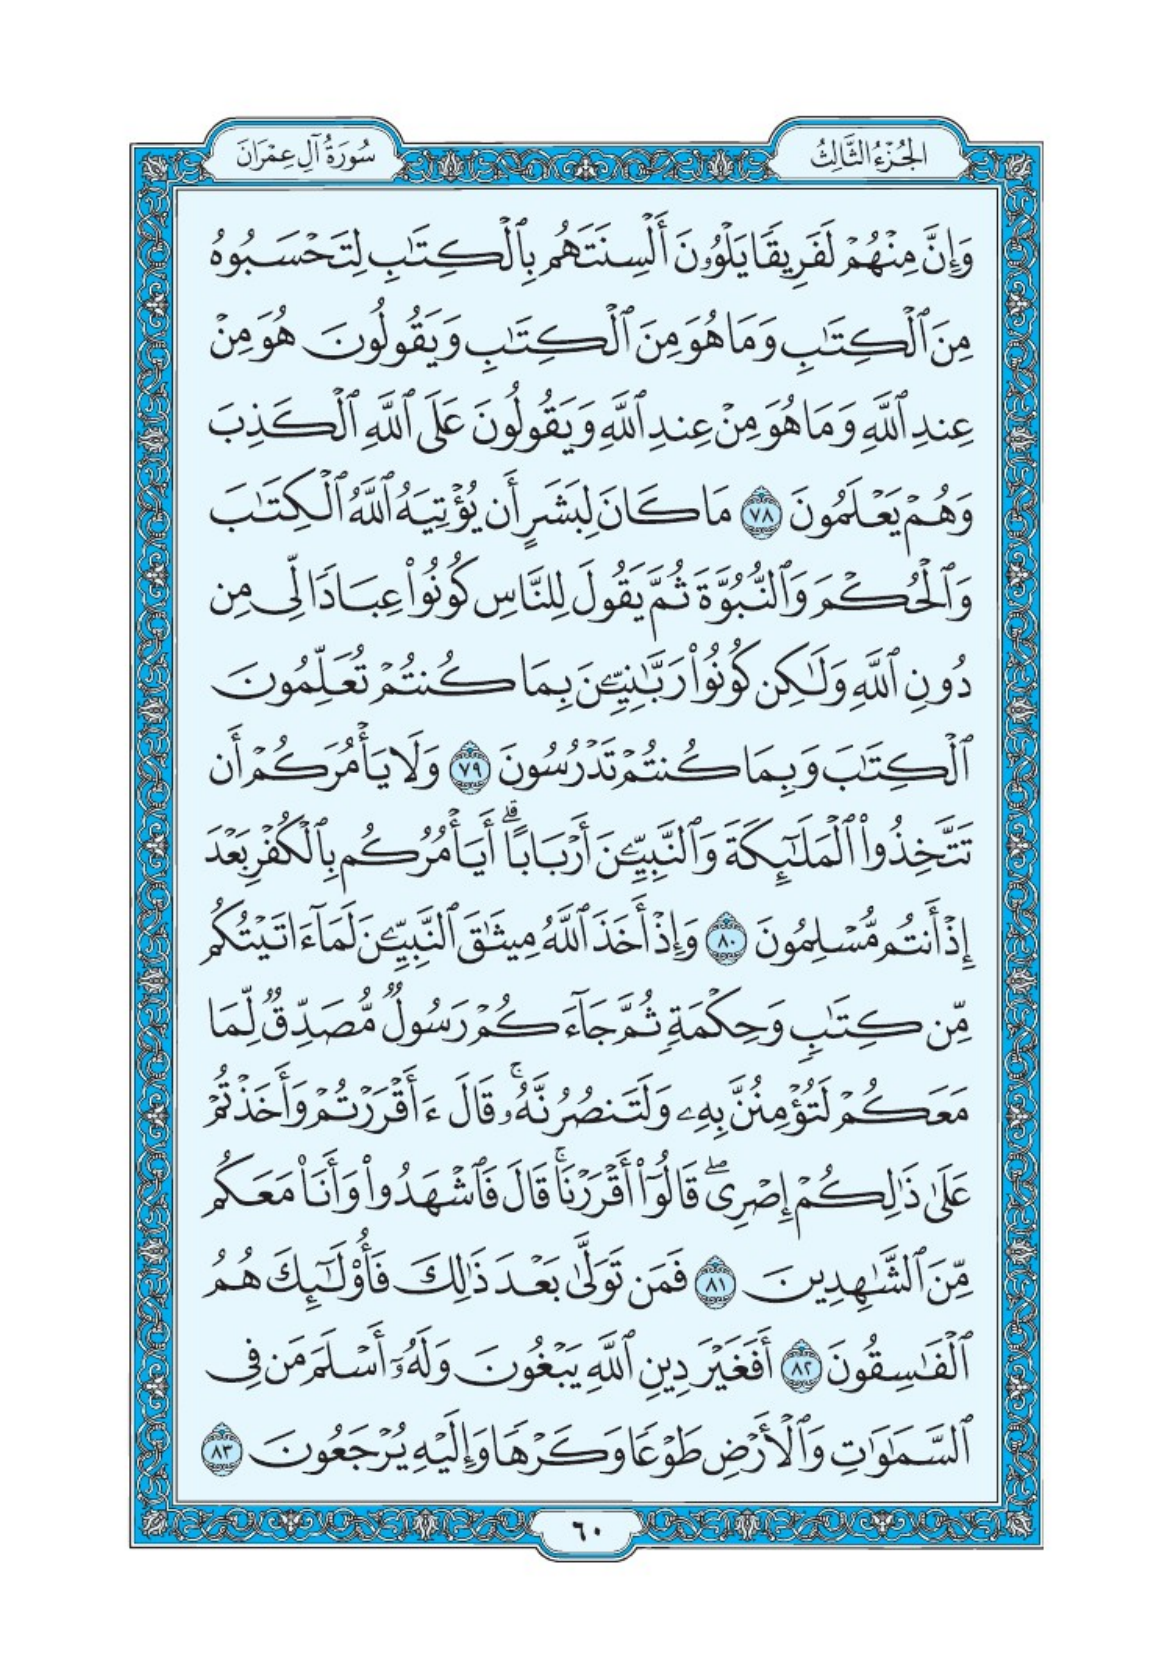 الجُزْءُ الثَّالِثُ
سُورَةُ آلِ عِمْرَانَ
وَإِنَّ مِنْهُمْ لَفَرِيقًا يَلْوُۥنَ أَلْسِنَتَهُم بِٱلْكِتَـٰبِ لِتَحْسَبُوهُ
مِنَ ٱلْكِتَـٰبِ وَمَا هُوَ مِنَ ٱلْكِتَـٰبِ وَيَقُولُونَ هُوَ مِنْ
عِندِ ٱللَّهِ وَمَا هُوَ مِنْ عِندِ ٱللَّهِ وَيَقُولُونَ عَلَى ٱللَّهِ ٱلْكَذِبَ
وَهُمْ يَعْلَمُونَ ٧٨ مَا كَانَ لِبَشَرٍ أَن يُؤْتِيَهُ ٱللَّهُ ٱلْكِتَـٰبَ
وَٱلْحُكْمَ وَٱلنُّبُوَّةَ ثُمَّ يَقُولَ لِلنَّاسِ كُونُوا۟ عِبَادًا لِّى مِن
دُونِ ٱللَّهِ وَلَـٰكِن كُونُوا۟ رَبَّـٰنِيِّـۧنَ بِمَا كُنتُمْ تُعَلِّمُونَ
ٱلْكِتَـٰبَ وَبِمَا كُنتُمْ تَدْرُسُونَ ٧٩ وَلَا يَأْمُرَكُمْ أَن
تَتَّخِذُوا۟ ٱلْمَلَـٰٓئِكَةَ وَٱلنَّبِيِّـۧنَ أَرْبَابًا ۗ أَيَأْمُرُكُم بِٱلْكُفْرِ بَعْدَ
إِذْ أَنتُم مُّسْلِمُونَ ٨٠ وَإِذْ أَخَذَ ٱللَّهُ مِيثَـٰقَ ٱلنَّبِيِّـۧنَ لَمَآ ءَاتَيْتُكُم
مِّن كِتَـٰبٍ وَحِكْمَةٍ ثُمَّ جَآءَكُمْ رَسُولٌ مُّصَدِّقٌ لِّمَا
مَعَكُمْ لَتُؤْمِنُنَّ بِهِۦ وَلَتَنصُرُنَّهُۥ ۚ قَالَ ءَأَقْرَرْتُمْ وَأَخَذْتُمْ
عَلَىٰ ذَٰلِكُمْ إِصْرِى ۖ قَالُوٓا۟ أَقْرَرْنَا ۚ قَالَ فَٱشْهَدُوا۟ وَأَنَا۠ مَعَكُم
مِّنَ ٱلشَّـٰهِدِينَ ٨١ فَمَن تَوَلَّىٰ بَعْدَ ذَٰلِكَ فَأُو۟لَـٰٓئِكَ هُمُ
ٱلْفَـٰسِقُونَ ٨٢ أَفَغَيْرَ دِينِ ٱللَّهِ يَبْغُونَ وَلَهُۥٓ أَسْلَمَ مَن فِى
ٱلسَّمَـٰوَٰتِ وَٱلْأَرْضِ طَوْعًا وَكَرْهًا وَإِلَيْهِ يُرْجَعُونَ ٨٣
٦٠